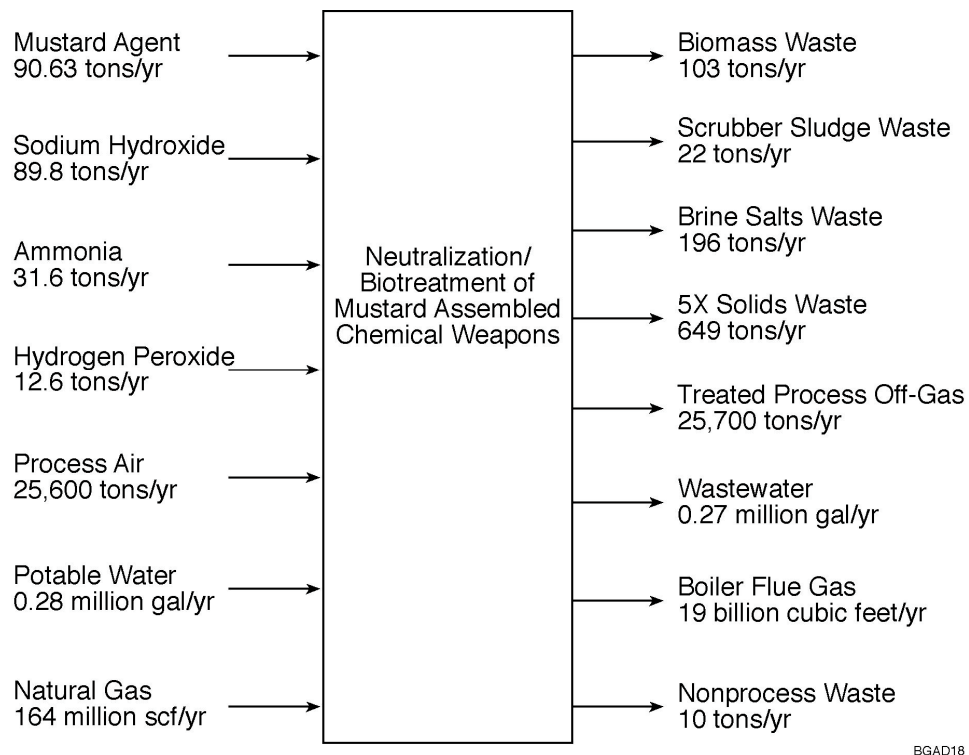 Mustard Agent
90.63 tons/yr
Sodium Hydroxide
89.8 tons/yr
Ammonia
31.6 tons/yr
Hydrogen Peroxide
12.6 tons/yr
Process Air
25,600 tons/yr
Potable Water
0.28 million gal/yr
Natural Gas
164 million scf/yr
Neutralization/
Biotreatment of
Mustard Assembled
Chemical Weapons
Biomass Waste
103 tons/yr
Scrubber Sludge Waste
22 tons/yr
Brine Salts Waste
196 tons/yr
5X Solids Waste
649 tons/yr
Treated Process Off-Gas
25,700 tons/yr
Wastewater
0.27 million gal/yr
Boiler Flue Gas
19 billion cubic feet/yr
Nonprocess Waste
10 tons/yr
BGAD18